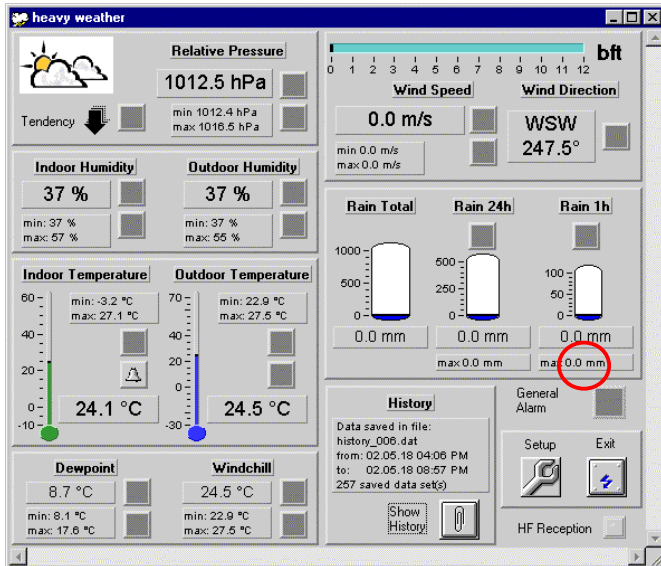 heavy weather
Relative Pressure
1012.5 hPa
Tendency
min 1012.4 hPa
max 1016.5 hPa
bft
0 1 2 3 4 5 6 7 8 9 10 11 12
Wind Speed
Wind Direction
0.0 m/s
min 0.0 m/s
max 0.0 m/s
WSW
247.5°
Indoor Humidity
Outdoor Humidity
37 %
37 %
min: 37 %
max: 57 %
min: 37 %
max: 55 %
Rain Total
Rain 24h
Rain 1h
1000
500
0
500
250
0
100
50
0
0.0 mm
0.0 mm
0.0 mm
max 0.0 mm
max 0.0 mm
Indoor Temperature
Outdoor Temperature
60
40
20
0
-10
min: -3.2 °C
max: 27.1 °C
24.1 °C
70
40
20
0
-30
min: 22.9 °C
max: 27.5 °C
24.5 °C
Dewpoint
Windchill
8.7 °C
24.5 °C
min: 8.1 °C
max: 17.6 °C
min: 22.9 °C
max: 27.5 °C
History
Data saved in file:
history_006.dat
from: 02.05.18 04:06 PM
to: 02.05.18 08:57 PM
257 saved data set(s)
Show
History
General
Alarm
Setup
Exit
HF Reception